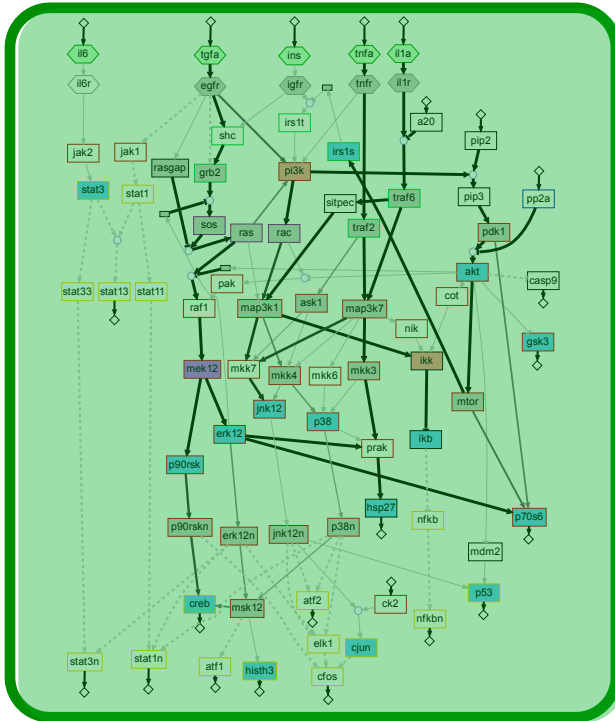 il6
tgfa
ins
tnfa
il1a
il6r
egfr
igfr
tnfr
il1r
irs1t
a20
shc
pip2
jak2
jak1
irs1s
rasgap
grb2
pi3k
stat3
stat1
sitpec
traf6
pip3
pp2a
sos
ras
rac
traf2
pdk1
akt
casp9
pak
stat33
stat13
stat11
cot
raf1
map3k1
ask1
map3k7
nik
gsk3
mek12
mkk7
mkk4
mkk6
mkk3
ikk
jnk12
p38
mtor
erk12
prak
ikb
p90rsk
hsp27
nfkb
p70s6
p90rskn
erk12n
jnk12n
p38n
mdm2
creb
msk12
atf2
ck2
p53
nfkbn
elk1
cjun
stat3n
stat1n
atf1
histh3
cfos